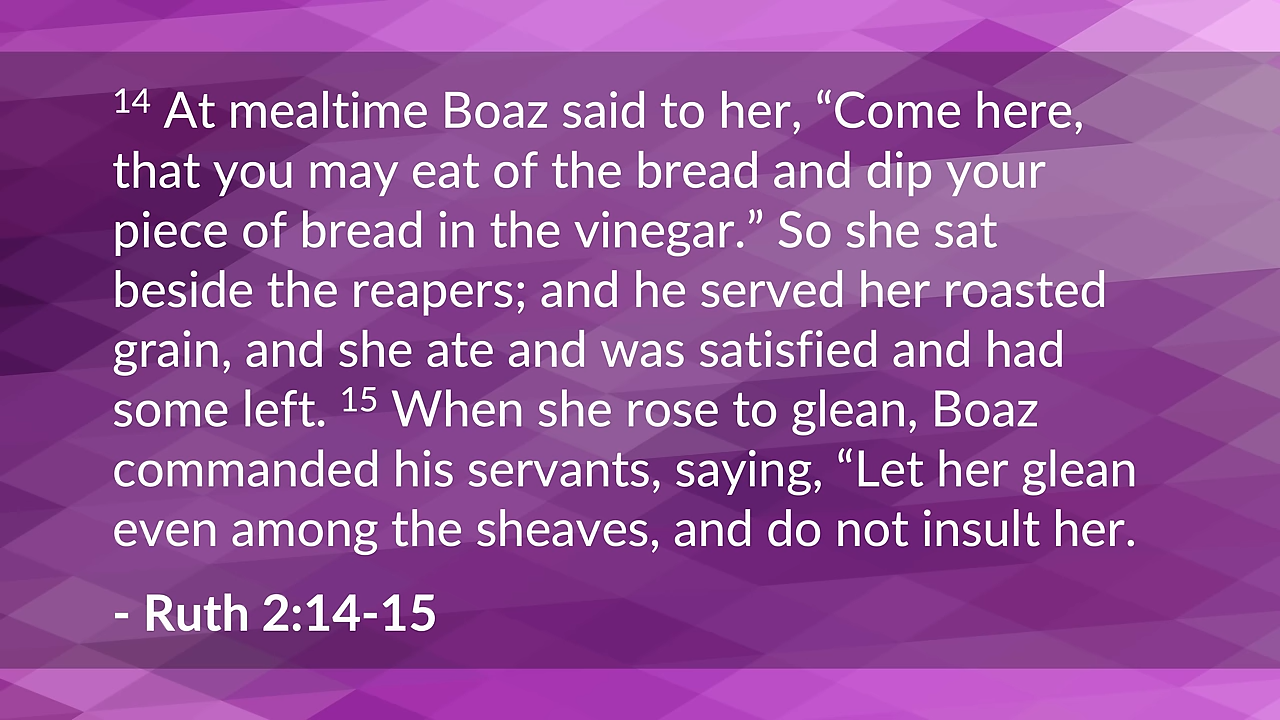 14 At mealtime Boaz said to her, “Come here,
that you may eat of the bread and dip your
piece of bread in the vinegar.” So she sat
beside the reapers; and he served her roasted
grain, and she ate and was satisfied and had
some left. 15 When she rose to glean, Boaz
commanded his servants, saying, “Let her glean
even among the sheaves, and do not insult her.
- Ruth 2:14-15